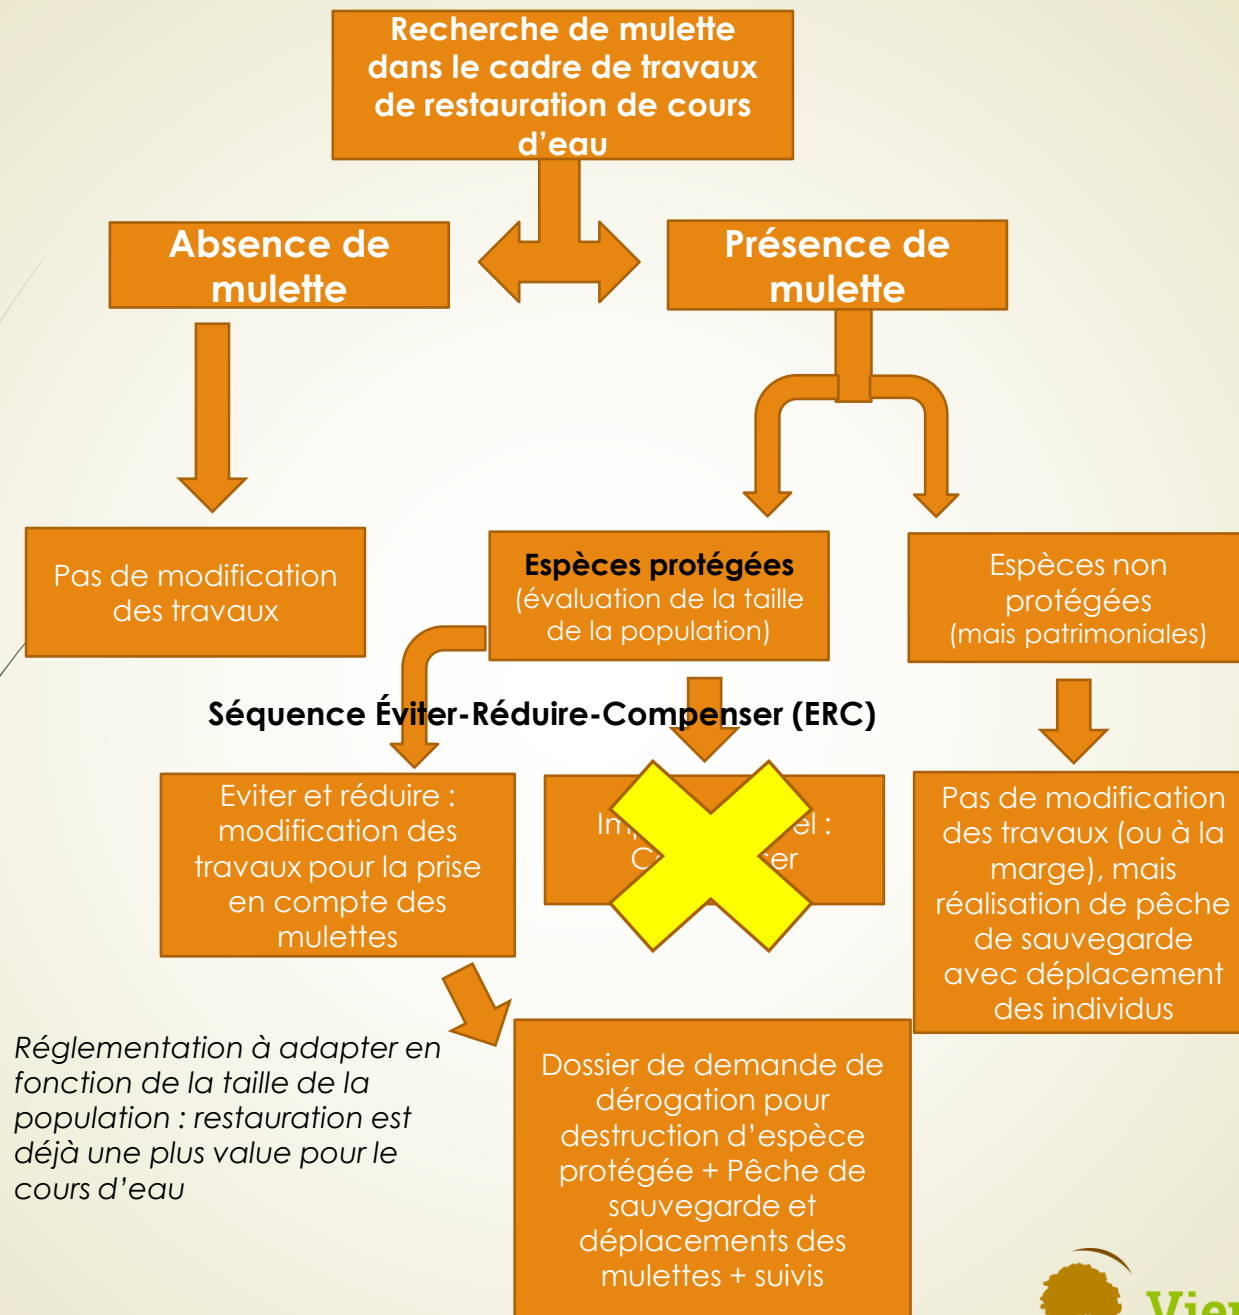 Recherche de mulette
dans le cadre de travaux
de restauration de cours
d'eau
Absence de
mulette
Présence de
mulette
Pas de modification
des travaux
Espèces protégées
(évaluation de la taille
de la population)
Espèces non
protégées
(mais patrimoniales)
Séquence Éviter-Réduire-Compenser (ERC)
Eviter et réduire :
modification des
travaux pour la prise
en compte des
mulettes
:
Pas de modification
des travaux (ou à la
marge), mais
réalisation de pêche
de sauvegarde
avec déplacement
des individus
Réglementation à adapter en
fonction de la taille de la
population : restauration est
déjà une plus value pour le
cours d'eau
Dossier de demande de
dérogation pour
destruction d'espèce
protégée + Pêche de
sauvegarde et
déplacements des
mulettes + suivis